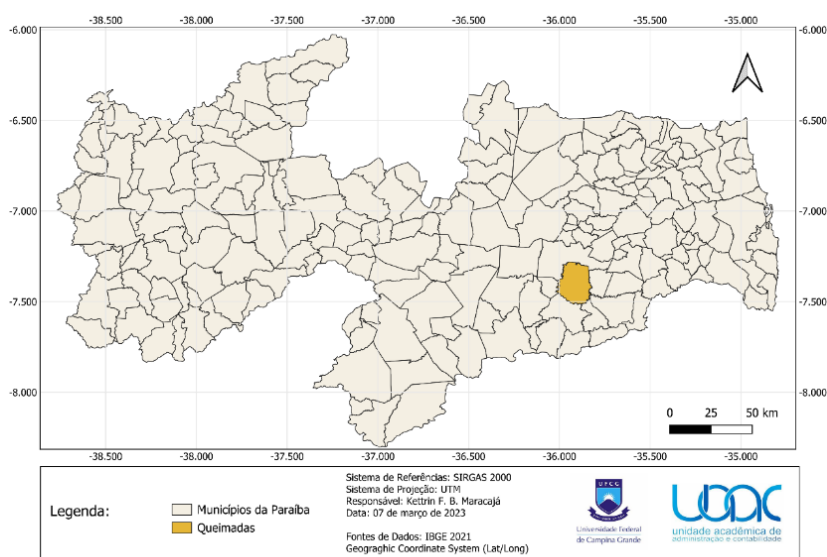 -38.500 -38.000 -37.500 -37.000 -36.500 -36.000 -35.500 -35.000
-6.000 -6.000
-6.500 -6.500
-7.000 -7.000
-7.500 -7.500
-8.000 -8.000
0 25 50 km
-38.500 -38.000 -37.500 -37.000 -36.500 -36.000 -35.500 -35.000
Legenda:
Municípios da Paraíba
Queimadas
Sistema de Referências: SIRGAS 2000
Sistema de Projeção: UTM
Responsável: Kettrin F. B. Maracajá
Data: 07 de março de 2023
Fontes de Dados: IBGE 2021
Geograghic Coordinate System (Lat/Long)
UFCG
Universidade Federal
de Campina Grande
uaac
unidade acadêmica de
administração e contabilidade